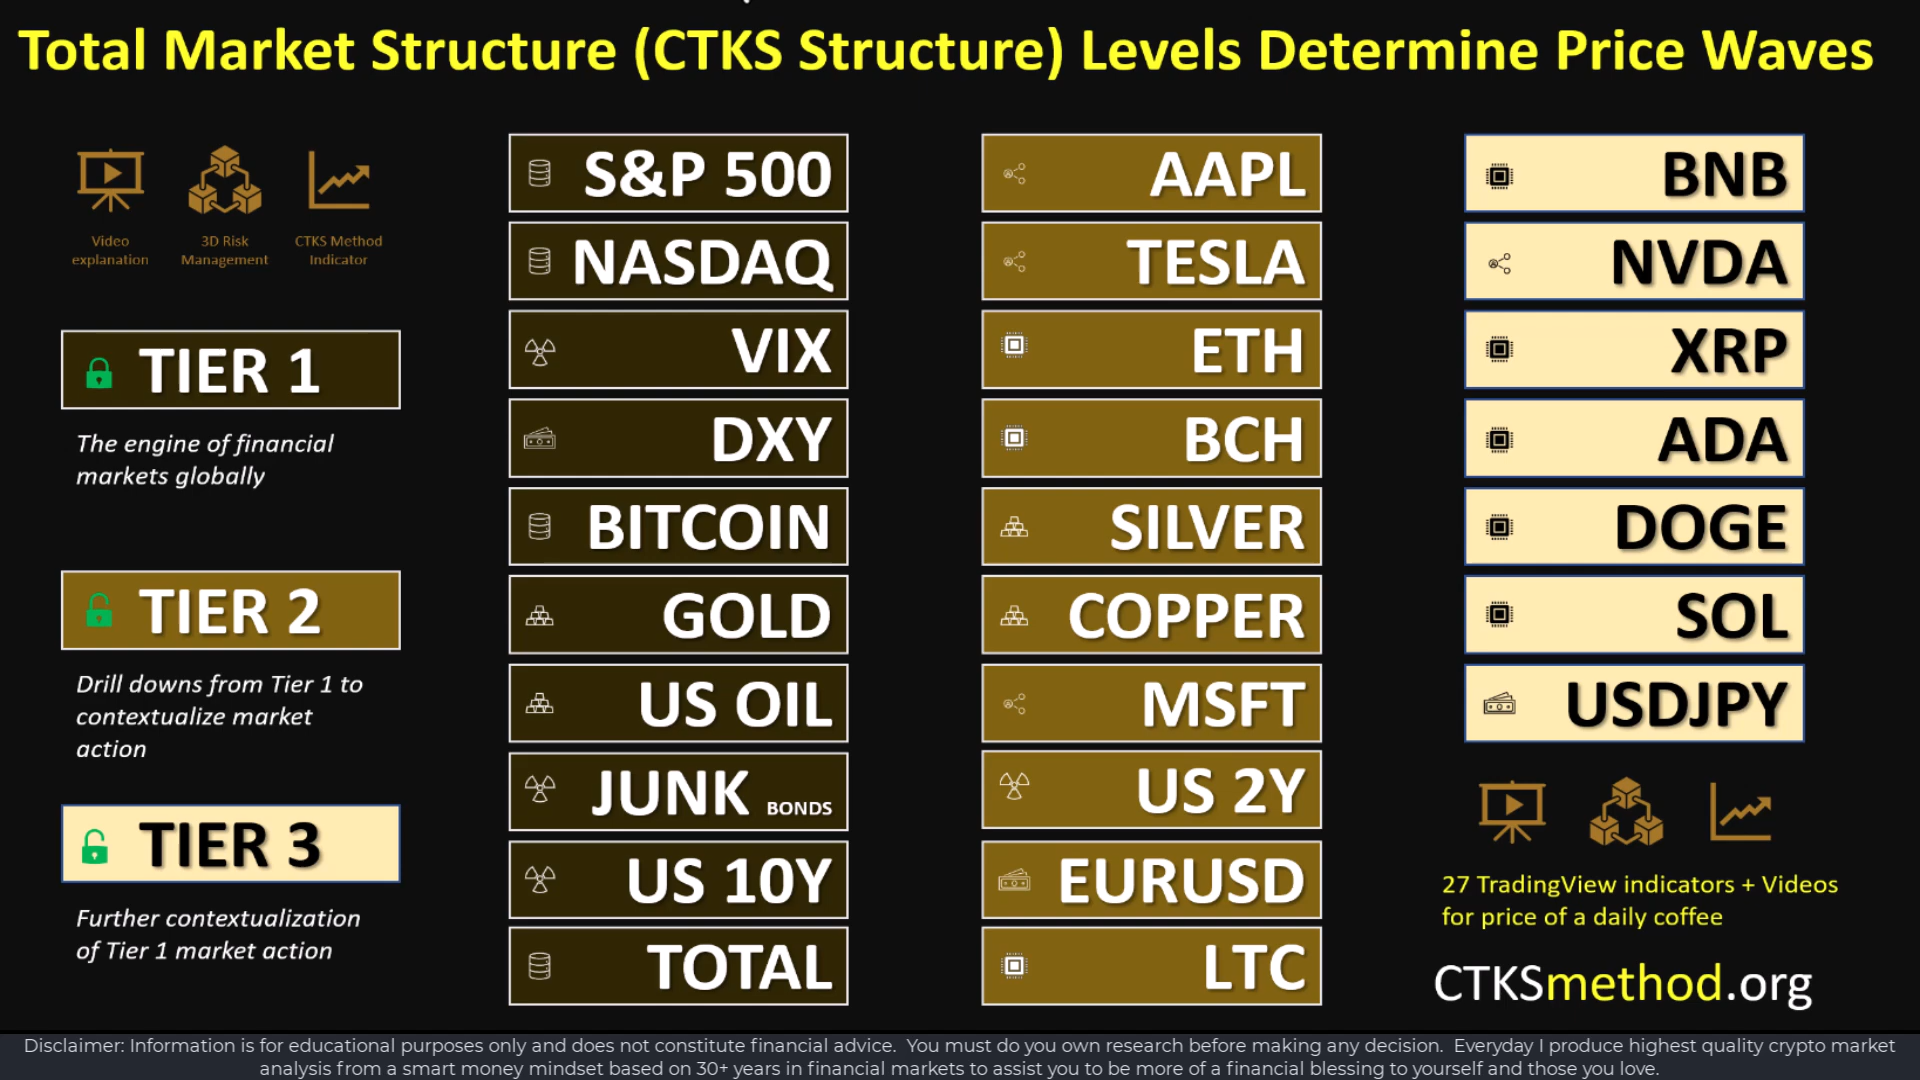 Total Market Structure (CTKS Structure) Levels Determine Price Waves
Video
explanation
3D Risk
Management
CTKS Method
Indicator
TIER 1
The engine of financial
markets globally
TIER 2
Drill downs from Tier 1 to
contextualize market
action
TIER 3
Further contextualization
of Tier 1 market action
S&P 500
NASDAQ
VIX
DXY
BITCOIN
GOLD
US OIL
JUNK BONDS
US 10Y
TOTAL
AAPL
TESLA
ETH
BCH
SILVER
COPPER
MSFT
US 2Y
EURUSD
LTC
BNB
NVDA
XRP
ADA
DOGE
SOL
USDJPY
27 TradingView indicators + Videos
for price of a daily coffee
CTKSmethod.org
Disclaimer: Information is for educational purposes only and does not constitute financial advice.  You must do you own research before making any decision.  Everyday I produce highest quality crypto market
analysis from a smart money mindset based on 30+ years in financial markets to assist you to be more of a financial blessing to yourself and those you love.